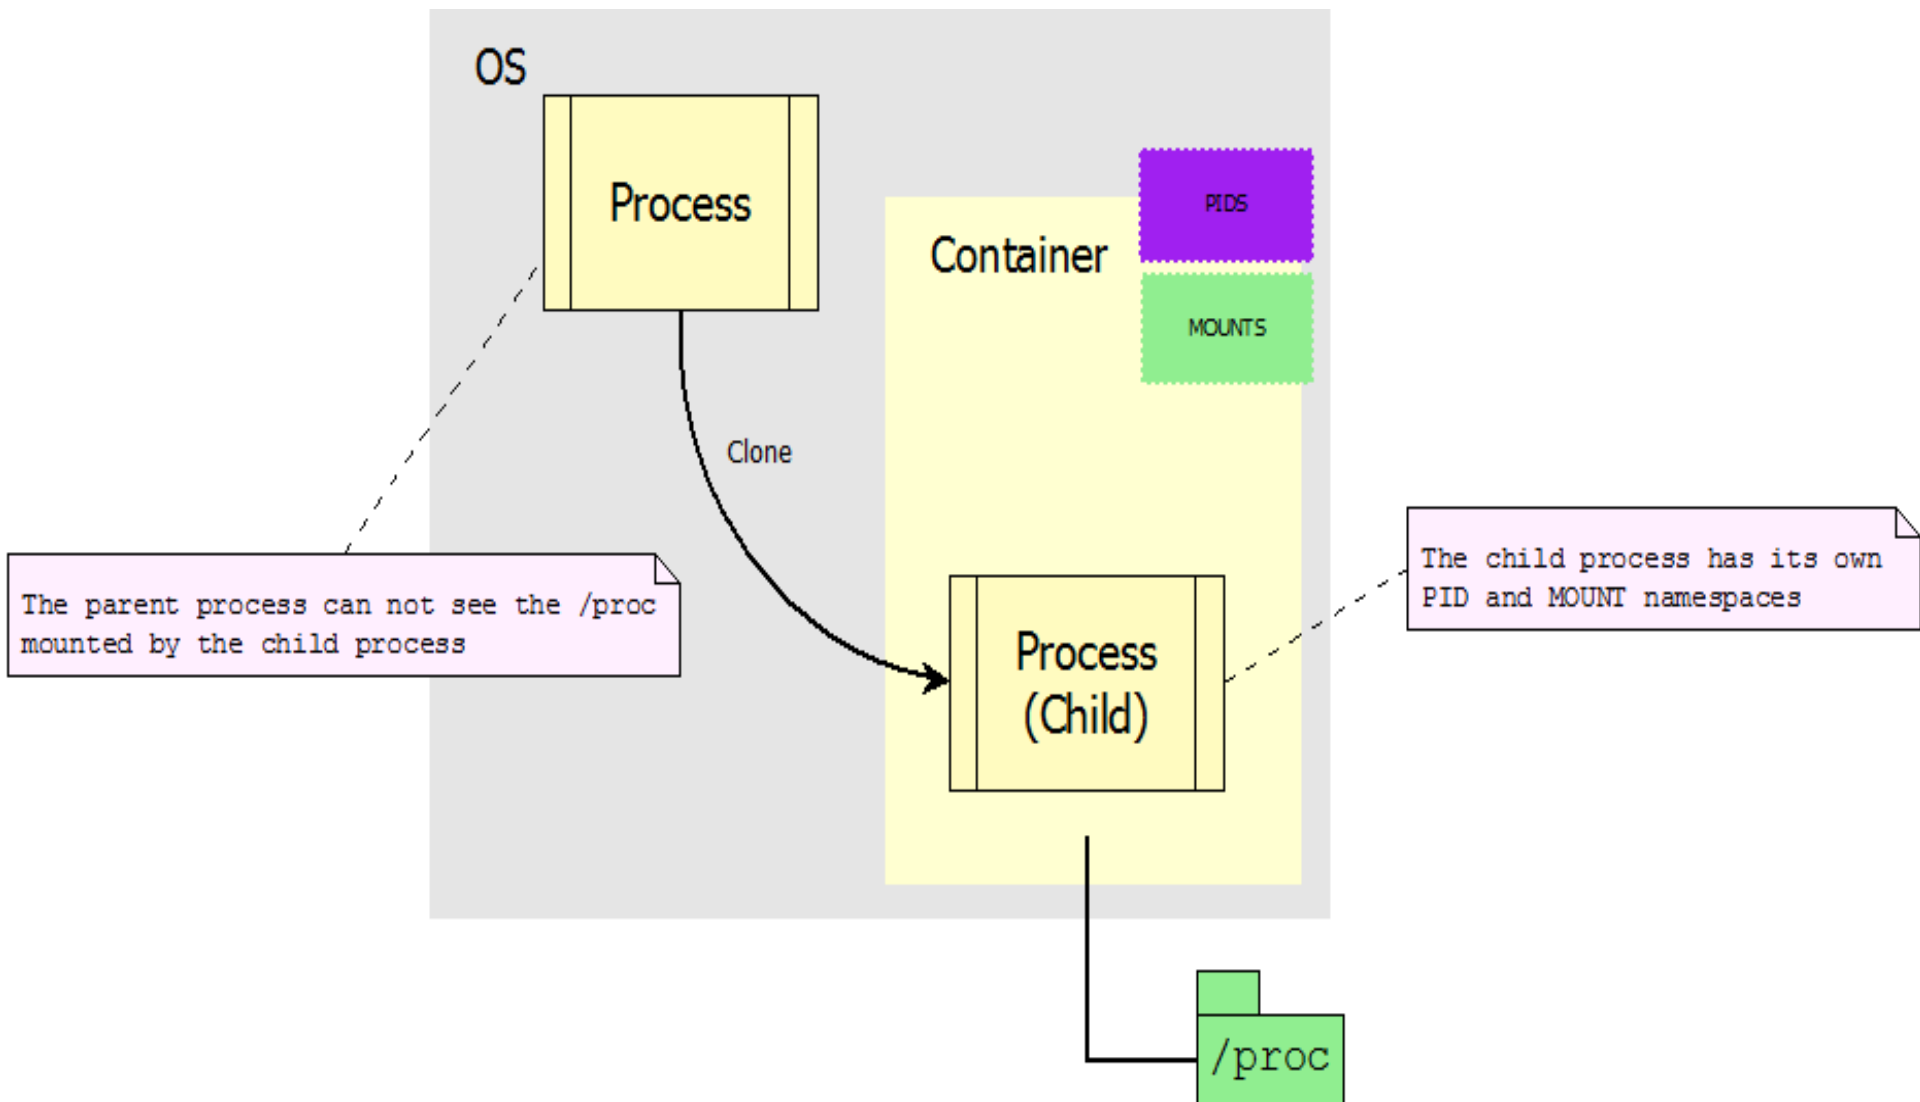 OS
Process
PIDS
Container
MOUNTS
Clone
The parent process can not see the /proc
mounted by the child process
The child process has its own
PID and MOUNT namespaces
Process
(Child)
/proc